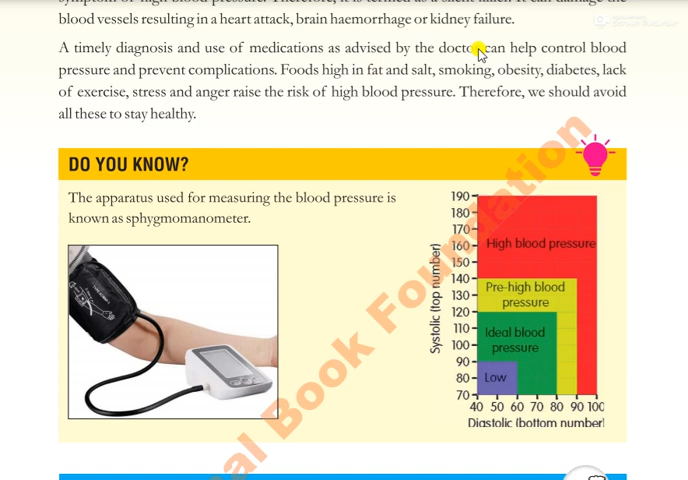 blood vessels resulting in a heart attack, brain haemorrhage or kidney failure.
A timely diagnosis and use of medications as advised by the doctor can help control blood
pressure and prevent complications. Foods high in fat and salt, smoking, obesity, diabetes, lack
of exercise, stress and anger raise the risk of high blood pressure. Therefore, we should avoid
all these to stay healthy.
DO YOU KNOW?
The apparatus used for measuring the blood pressure is
known as sphygmomanometer.
Systolic (top number)
190
180
170
160
150
140
130
120
110
100
90
80
70
High blood pressure
Pre-high blood
pressure
Ideal blood
pressure
Low
40 50 60 70 80 90 100
Diastolic (bottom number)
al Book Foundation